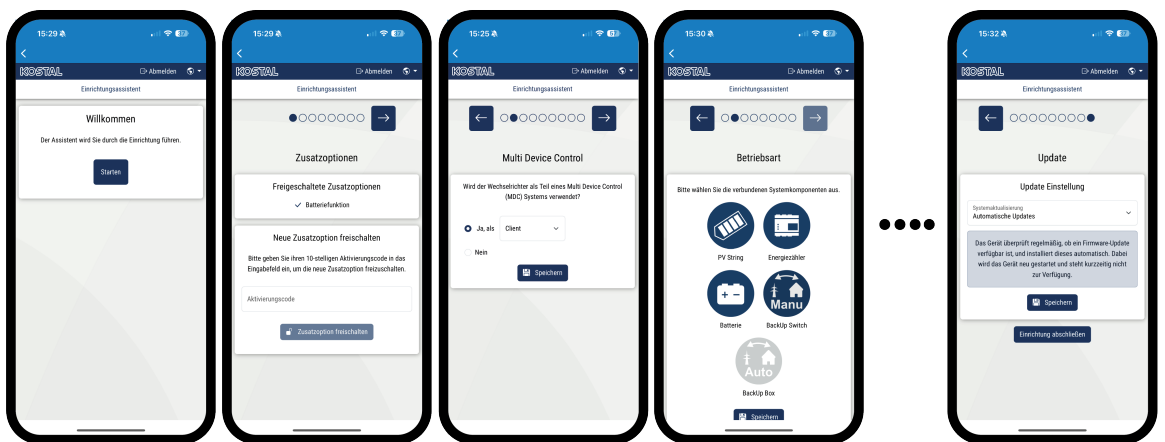 15:29
KOSTAL
Abmelden
Einrichtungsassistent
Willkommen
Der Assistent wird Sie durch die Einrichtung führen.
Starten
15:29
37
KOSTAL
Abmelden
Einrichtungsassistent
Zusatzoptionen
Freigeschaltete Zusatzoptionen
Batteriefunktion
Neue Zusatzoption freischalten
Bitte geben Sie ihren 10-stelligen Aktivierungscode in das
Eingabefeld ein, um die neue Zusatzoption freizuschalten.
Aktivierungscode
Zusatzoption freischalten
15:25
KOSTAL
Abmelden
Einrichtungsassistent
Multi Device Control
Wird der Wechselrichter als Teil eines Multi Device Control
(MDC) Systems verwendet?
Ja, als
Client
Nein
Speichern
15:30
37
KOSTAL
Abmelden
Einrichtungsassistent
Betriebsart
Bitte wählen Sie die verbundenen Systemkomponenten aus.
PV String
Energiezähler
Manu
Batterie
BackUp Switch
Auto
BackUp Box
Speichern
15:32
37
KOSTAL
Abmelden
Einrichtungsassistent
Update
Update Einstellung
Systemaktualisierung
Automatische Updates
Das Gerät überprüft regelmäßig, ob ein Firmware-Update
verfügbar ist, und installiert dieses automatisch. Dabei
wird das Gerät neu gestartet und steht kurzzeitig nicht
zur Verfügung.
Speichern
Einrichtung abschließen